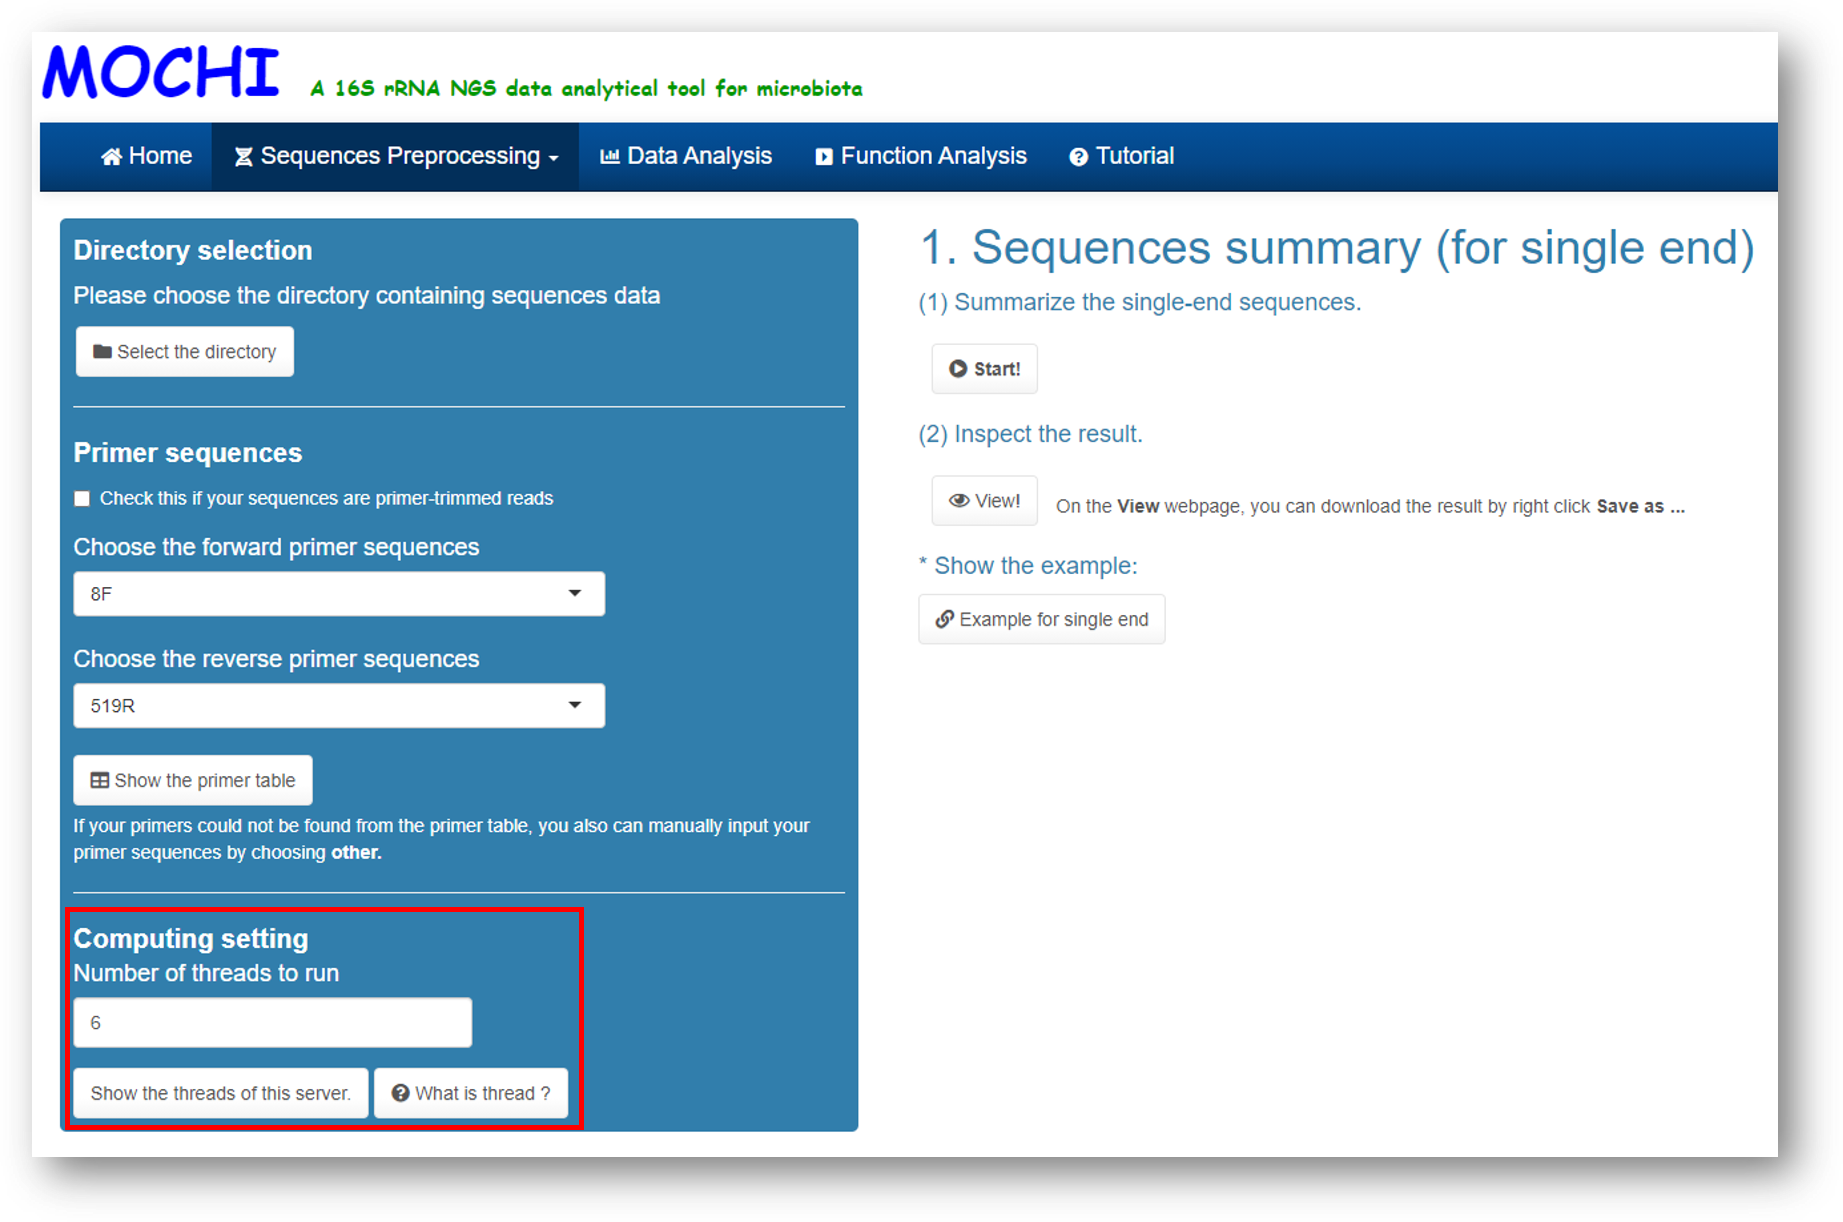 MOCHI A 16S rRNA NGS data analytical tool for microbiota
Home Sequences Preprocessing Data Analysis Function Analysis Tutorial
Directory selection
Please choose the directory containing sequences data
Select the directory
Primer sequences
Check this if your sequences are primer-trimmed reads
Choose the forward primer sequences
8F
Choose the reverse primer sequences
519R
Show the primer table
If your primers could not be found from the primer table, you also can manually input your
primer sequences by choosing other.
Computing setting
Number of threads to run
6
Show the threads of this server. What is thread ?
1. Sequences summary (for single end)
(1) Summarize the single-end sequences.
Start!
(2) Inspect the result.
View! On the View webpage, you can download the result by right click Save as ...
* Show the example:
Example for single end